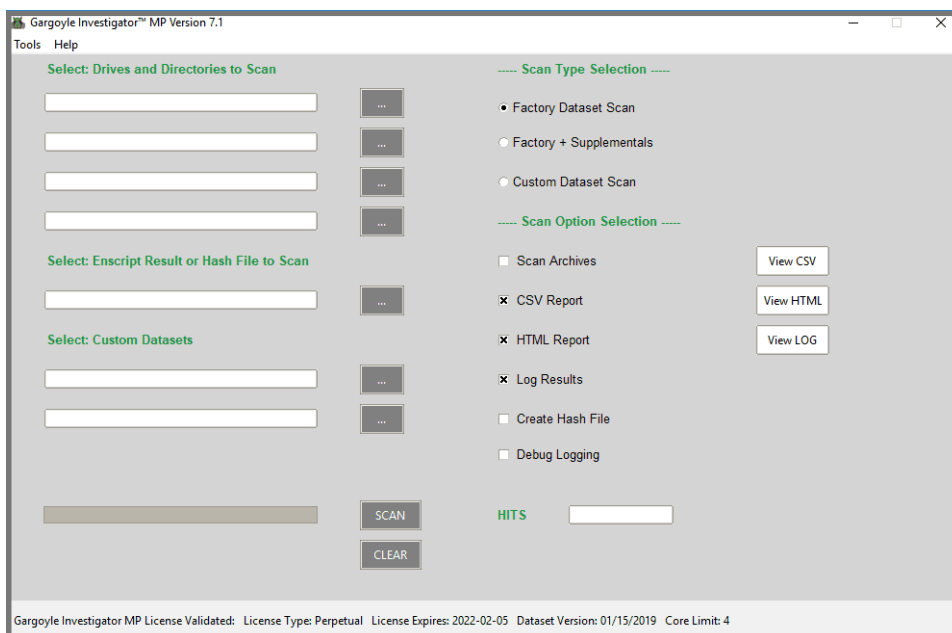 Gargoyle Investigator™ MP Version 7.1
Tools Help
Select: Drives and Directories to Scan
...
...
...
...
Select: Enscript Result or Hash File to Scan
...
Select: Custom Datasets
...
...
SCAN
CLEAR
----- Scan Type Selection -----
Factory Dataset Scan
Factory + Supplementals
Custom Dataset Scan
----- Scan Option Selection -----
Scan Archives
View CSV
CSV Report
View HTML
HTML Report
View LOG
Log Results
Create Hash File
Debug Logging
HITS
Gargoyle Investigator MP License Validated: License Type: Perpetual License Expires: 2022-02-05 Dataset Version: 01/15/2019 Core Limit: 4